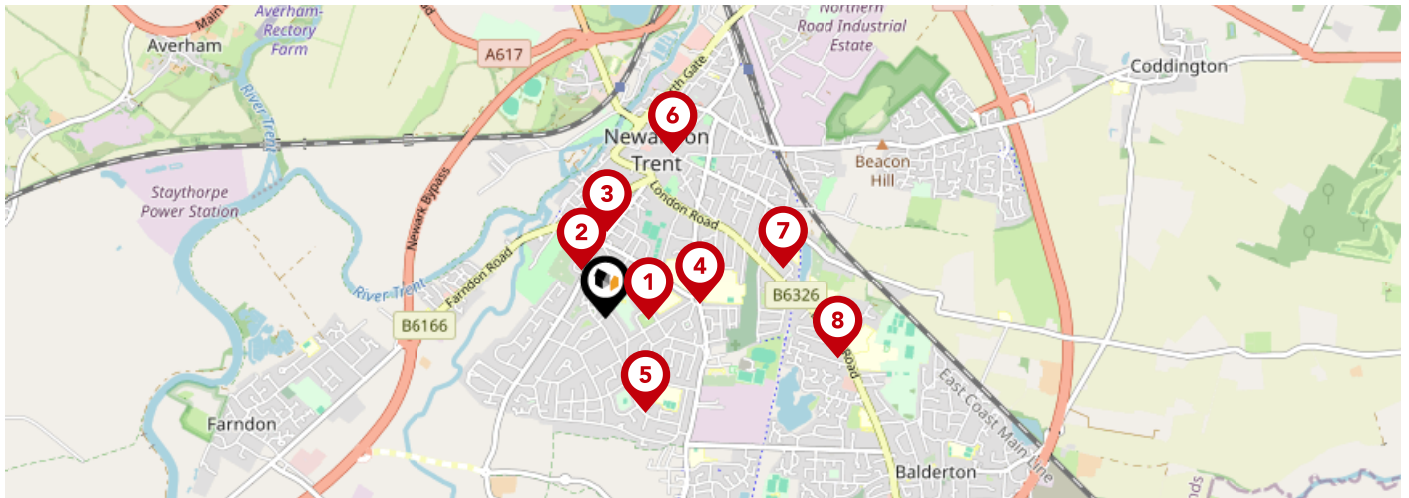 Main
Averham-
Rectory
Farm
Averham
A617
Northern
Road Industrial
Estate
Coddington
River Trent
6
Trent
Beacon
Hill
Staythorpe
Power Station
Newark Bypass
3
London Road
2
7
1
4
River Trent
Farndon Road
B6326
B6166
8
Road
5
East Coast Main Line
Farndon
Balderton